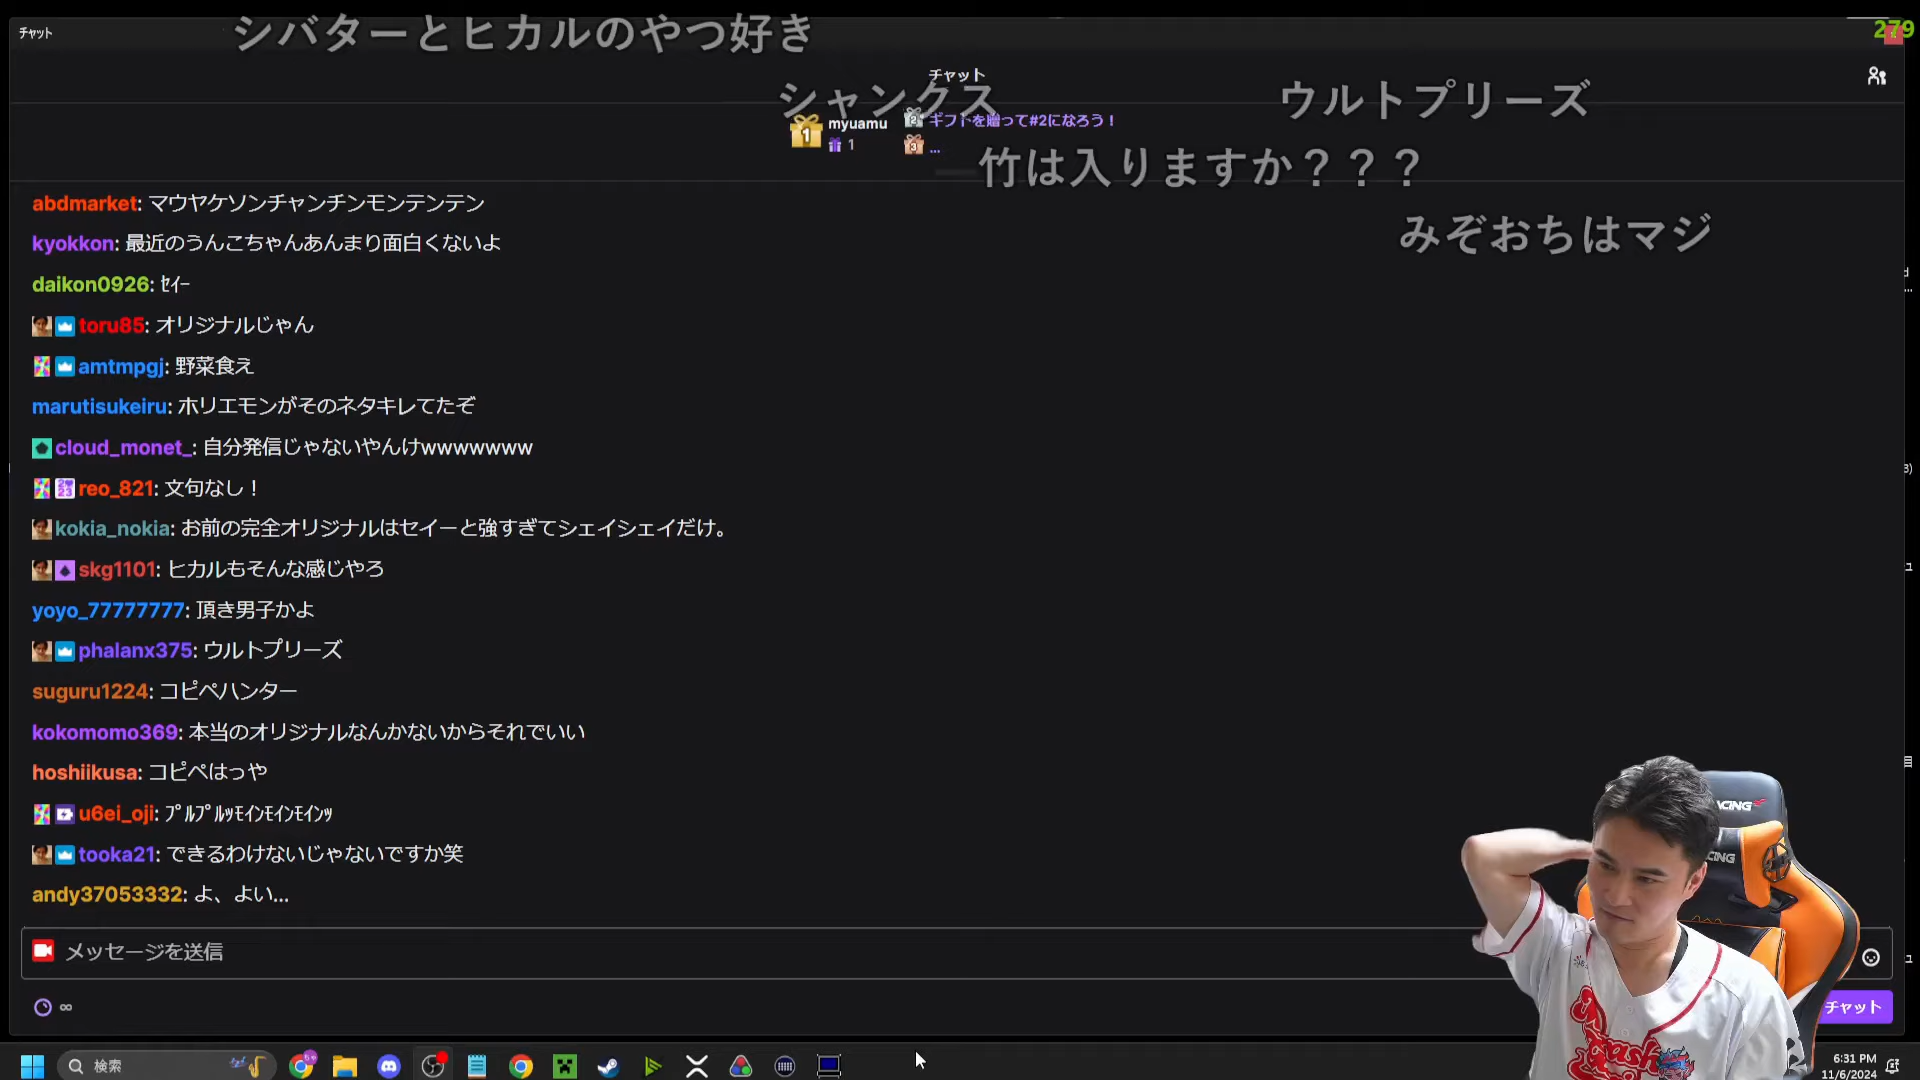 シバターとヒカルのやつ好き
チャット
279
チャット
シャンクス
ウルトプリーズ
1
myuamu
1
2
ギフトを贈って#2になろう！
3
...
竹は入りますか？？？
みぞおちはマジ
abdmarket: マウヤケゾンチャンチンモンテンテン
kyokkon: 最近のうんこちゃんあんまり面白くないよ
daikon0926: ｾｲｰ
toru85: オリジナルじゃん
amtmpgj: 野菜食え
marutisukeiru: ホリエモンがそのネタキレてたぞ
cloud_monet_: 自分発信じゃないやんけwwwwwww
reo_821: 文句なし！
kokia_nokia: お前の完全オリジナルはセイーと強すぎてシェイシェイだけ。
skg1101: ヒカルもそんな感じやろ
yoyo_77777777: 頂き男子かよ
phalanx375: ウルトプリーズ
suguru1224: コピペハンター
kokomomo369: 本当のオリジナルなんかないからそれでいい
hoshiikusa: コピペはっや
u6ei_oji: ﾌﾟﾙﾌﾟﾙｯﾓｲﾝﾓｲﾝﾓｲﾝｯ
tooka21: できるわけないじゃないですか笑
andy37053332: よ、よい...
メッセージを送信
∞
チャット
検索
6:31 PM
11/6/2024